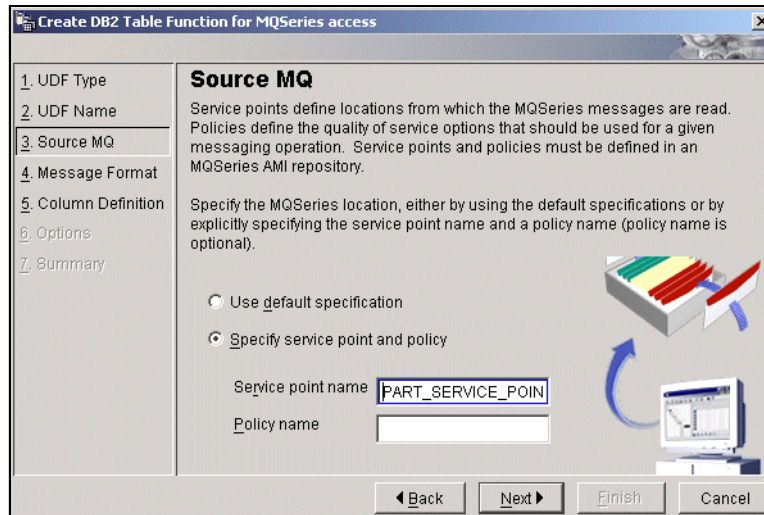 Create DB2 Table Function for MQSeries access
1. UDF Type
2. UDF Name
3. Source MQ
4. Message Format
5. Column Definition
6. Options
7. Summary
Source MQ
Service points define locations from which the MQSeries messages are read.
Policies define the quality of service options that should be used for a given
messaging operation. Service points and policies must be defined in an
MQSeries AMI repository.
Specify the MQSeries location, either by using the default specifications or by
explicitly specifying the service point name and a policy name (policy name is
optional).
Use default specification
Specify service point and policy
Service point name PART_SERVICE_POIN
Policy name
Back Next Finish Cancel